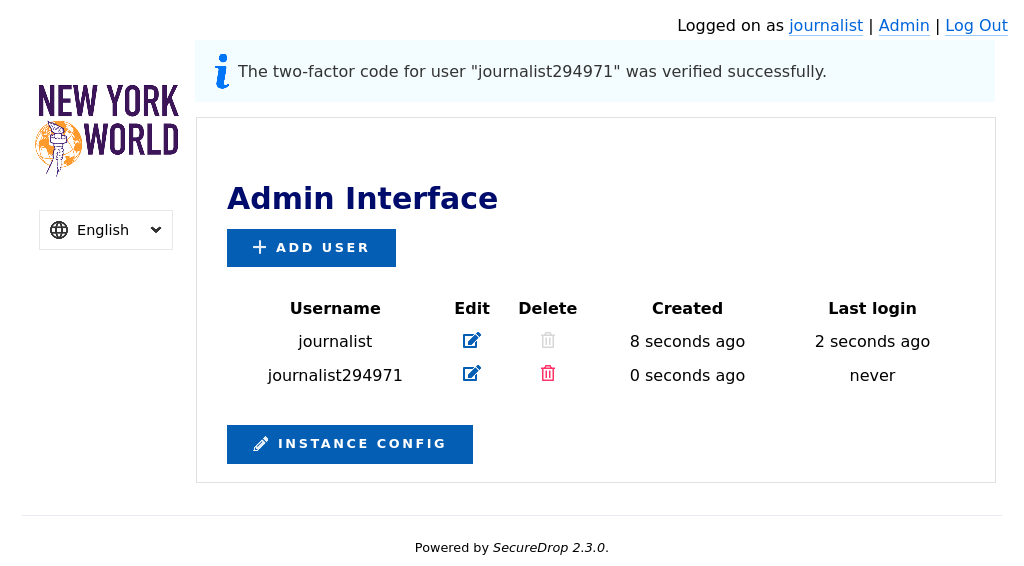 Logged on as journalist | Admin | Log Out
The two-factor code for user "journalist294971" was verified successfully.
NEW YORK
WORLD
English
Admin Interface
ADD USER
Username Edit Delete Created Last login
journalist 8 seconds ago 2 seconds ago
journalist294971 0 seconds ago never
INSTANCE CONFIG
Powered by SecureDrop 2.3.0.